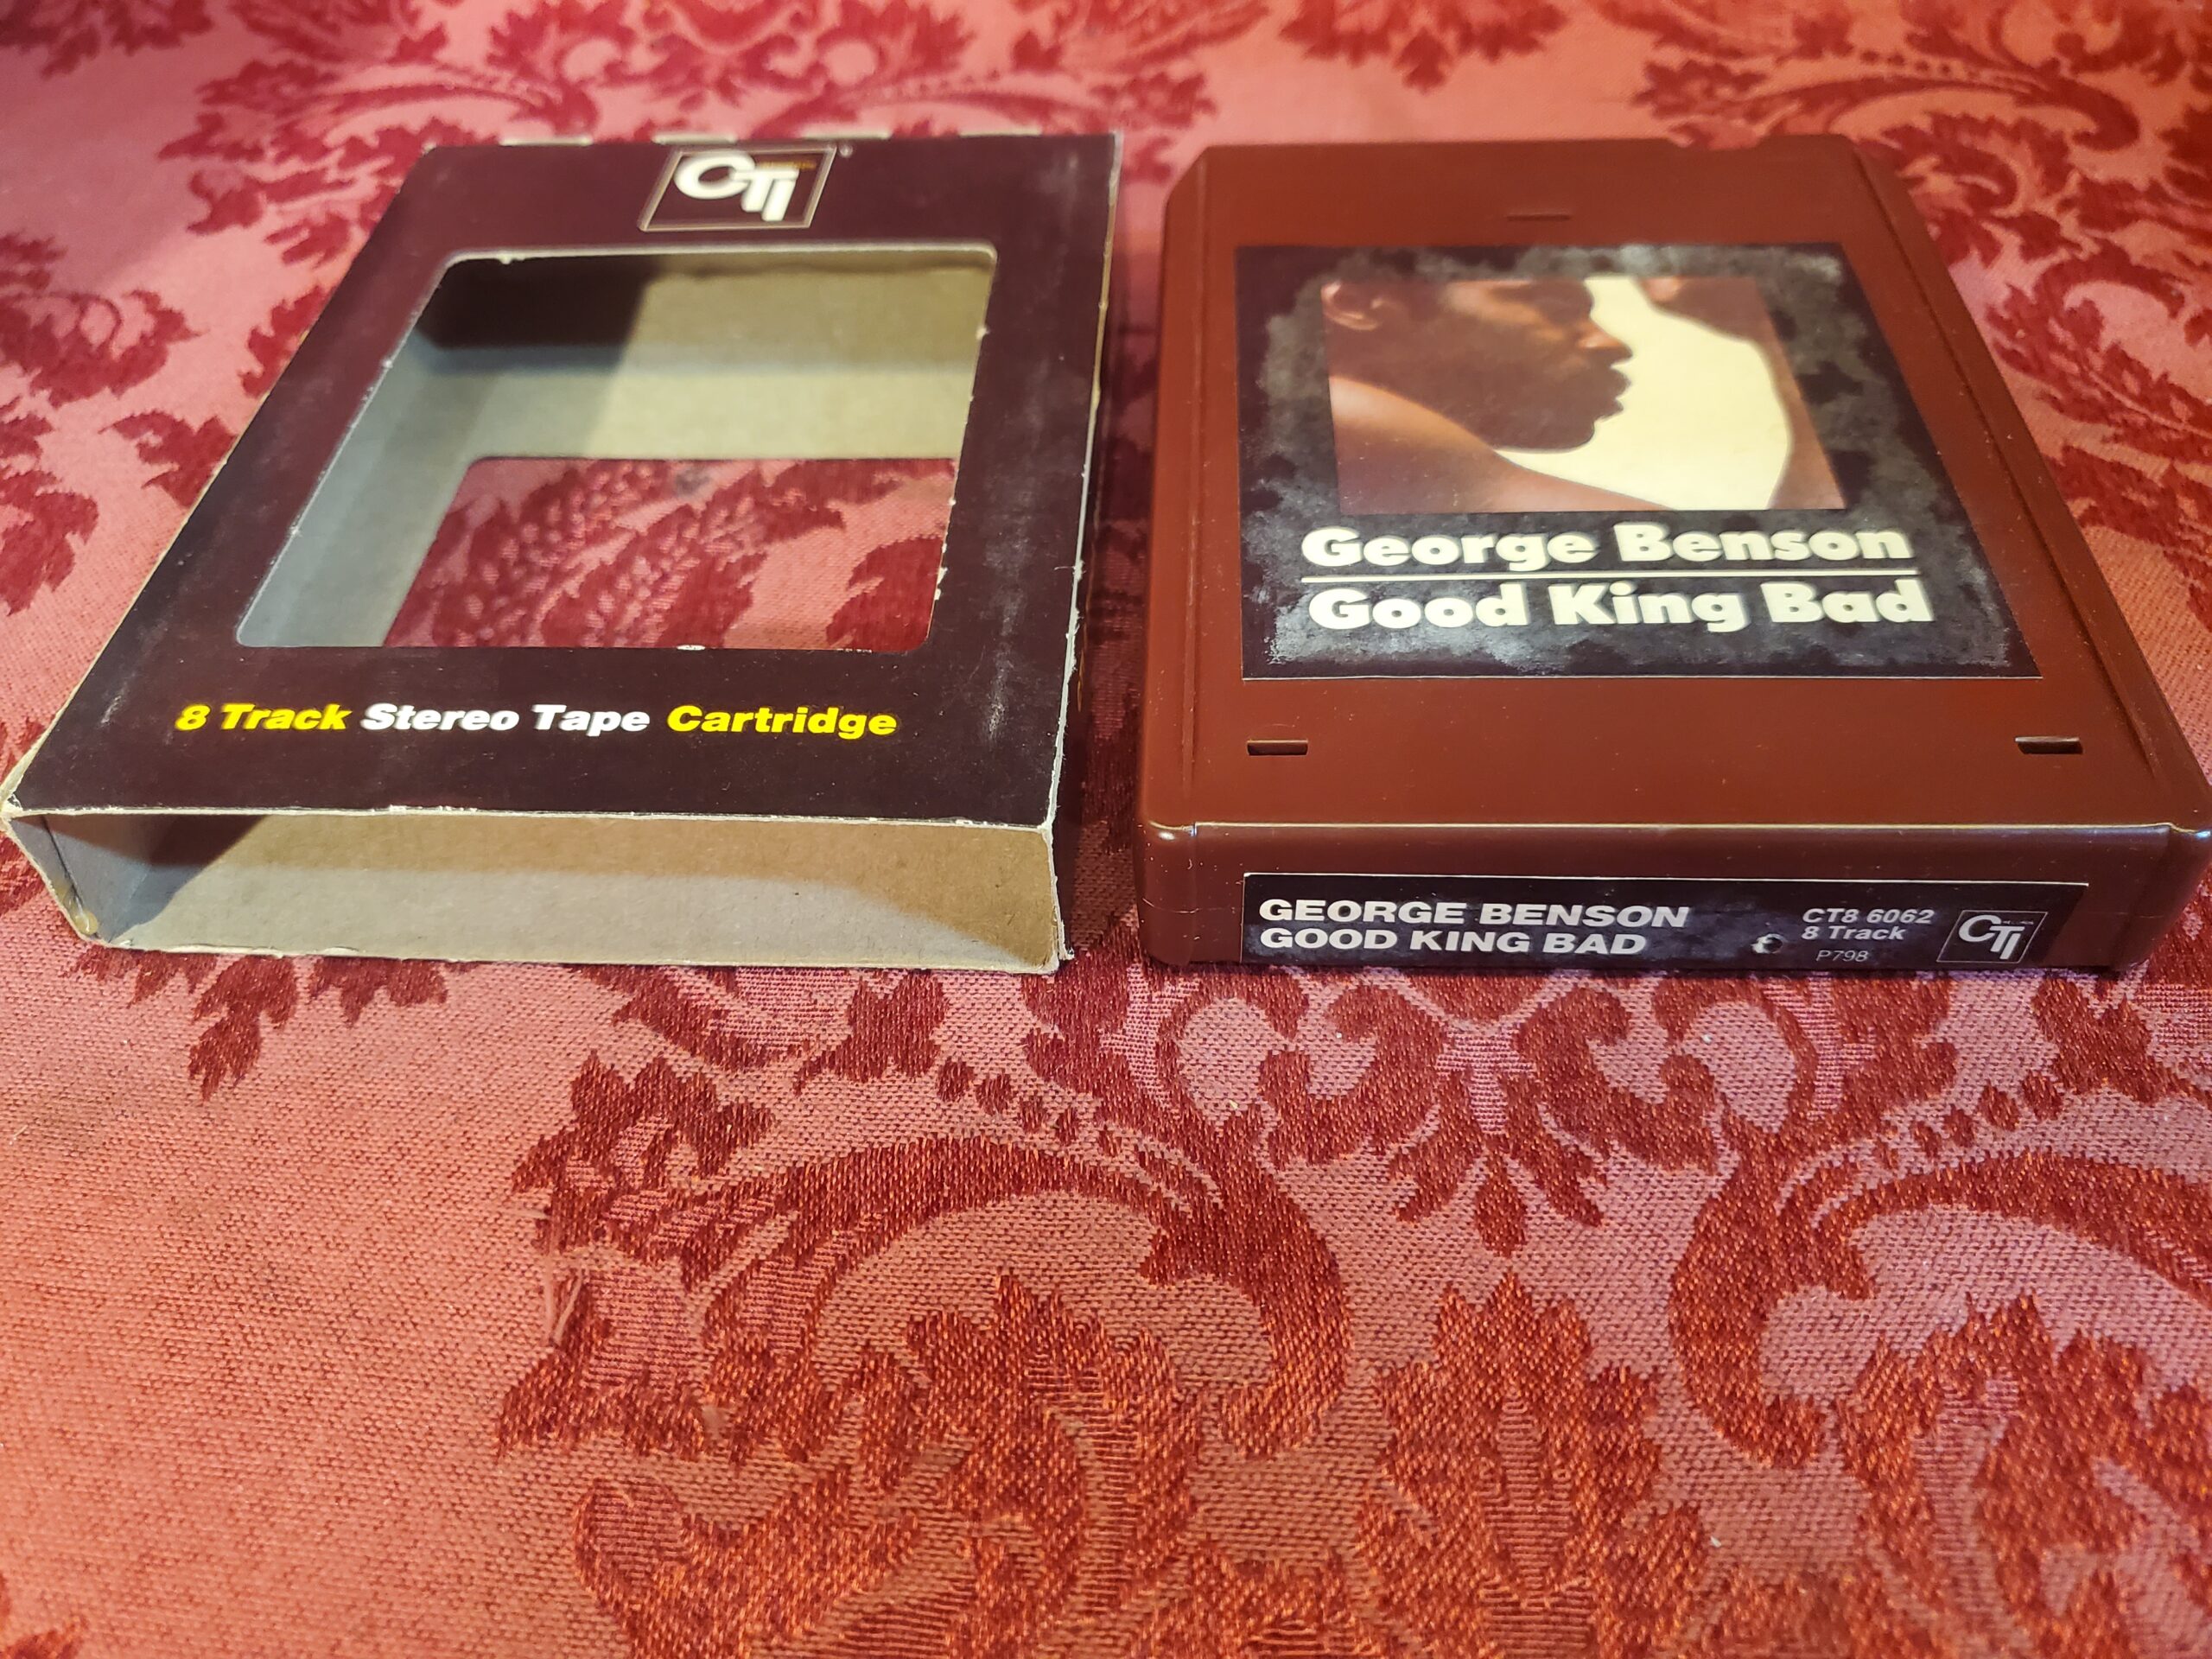 CTI
8 Track Stereo Tape Cartridge
George Benson
Good King Bad
GEORGE BENSON
GOOD KING BAD
CT8 6062
8 Track
P798
CTI